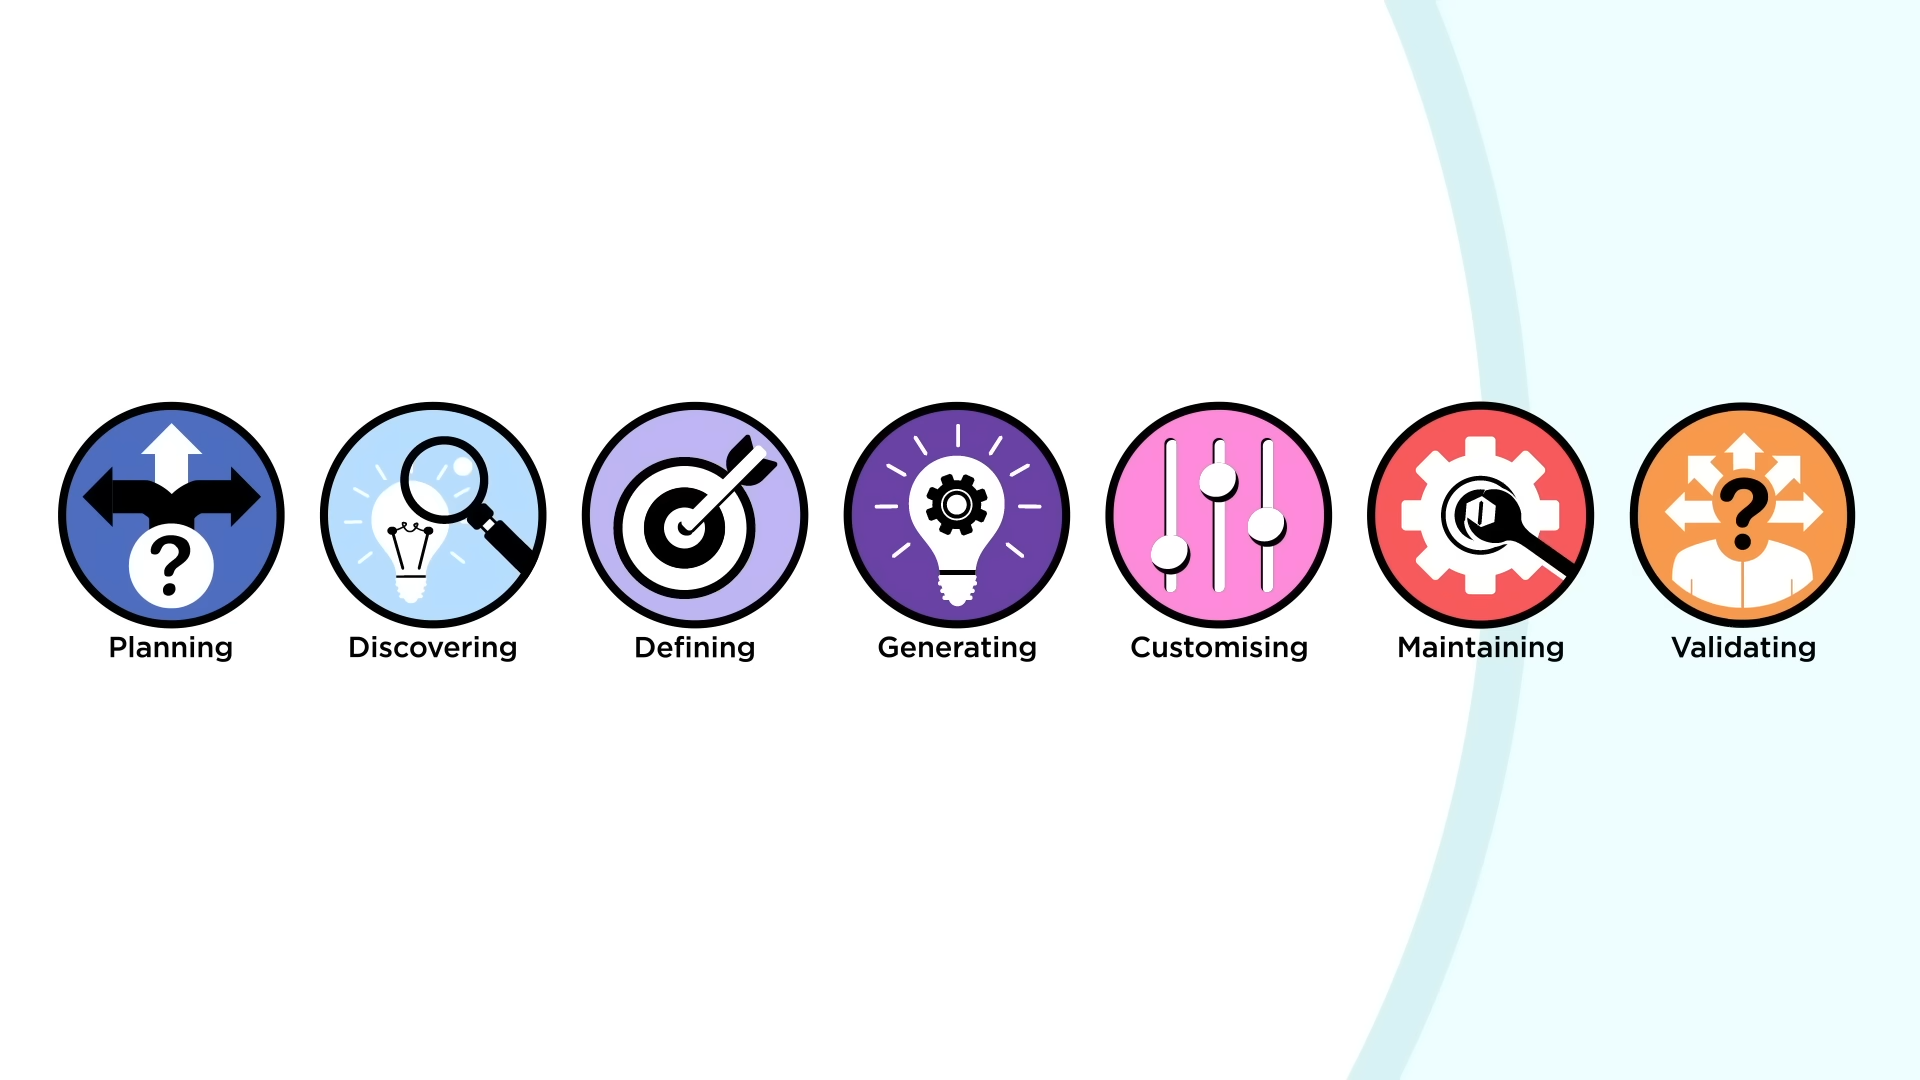 ?
?
Planning
Discovering
Defining
Generating
Customising
Maintaining
Validating